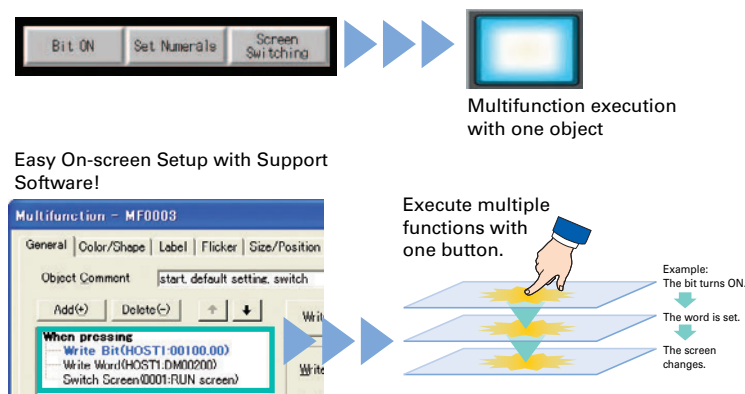 Bit ON
Set Numerals
Screen
Switching
Multifunction execution
with one object
Easy On-screen Setup with Support
Software!
Multifunction - MF0003
General Color/Shape Label Flicker Size/Position
Object Comment start, default setting, switch
Add(+) Delete(-)
When pressing
Write Bit(HOST1:00100.00)
Write Word(HOST1:DM00200)
Switch Screen(0001:RUN screen)
Execute multiple
functions with
one button.
Example:
The bit turns ON.
The word is set.
The screen
changes.